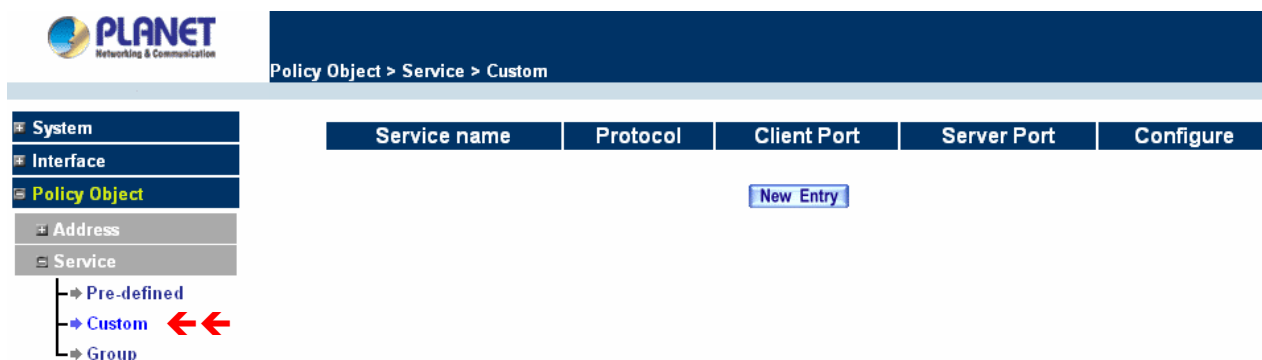 PLANET
Networking & Communication
Policy Object > Service > Custom
System
Interface
Policy Object
Address
Service
Pre-defined
Custom
Group
Service name Protocol Client Port Server Port Configure
New Entry